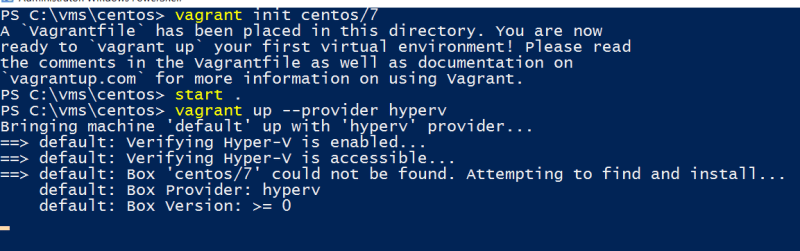 PS C:\vms\centos> vagrant init centos/7
A `Vagrantfile` has been placed in this directory. You are now
ready to `vagrant up` your first virtual environment! Please read
the comments in the Vagrantfile as well as documentation on
`vagrantup.com` for more information on using Vagrant.
PS C:\vms\centos> start .
PS C:\vms\centos> vagrant up --provider hyperv
Bringing machine 'default' up with 'hyperv' provider...
==> default: Verifying Hyper-V is enabled...
==> default: Verifying Hyper-V is accessible...
==> default: Box 'centos/7' could not be found. Attempting to find and install...
    default: Box Provider: hyperv
    default: Box Version: >= 0